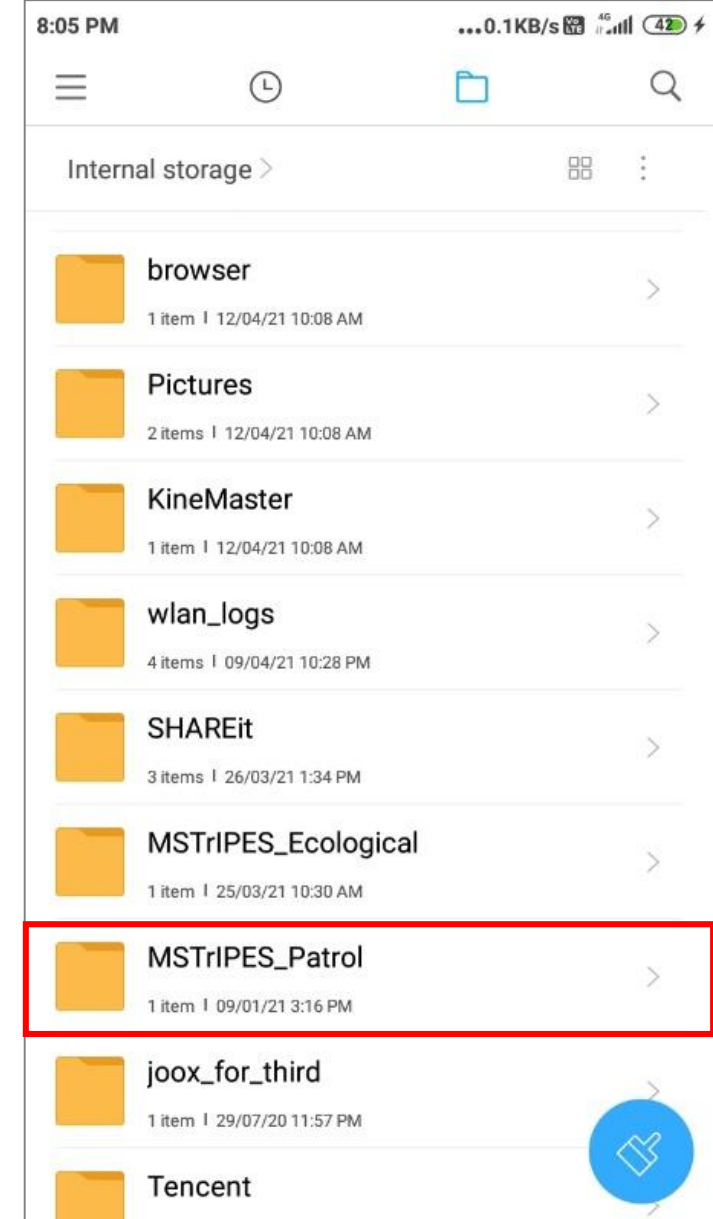 8:05 PM ...0.1KB/s Vo LTE 4G 42
Internal storage >
browser
1 item | 12/04/21 10:08 AM
Pictures
2 items | 12/04/21 10:08 AM
KineMaster
1 item | 12/04/21 10:08 AM
wlan_logs
4 items | 09/04/21 10:28 PM
SHAREit
3 items | 26/03/21 1:34 PM
MSTrIPES_Ecological
1 item | 25/03/21 10:30 AM
MSTrIPES_Patrol
1 item | 09/01/21 3:16 PM
joox_for_third
1 item | 29/07/20 11:57 PM
Tencent